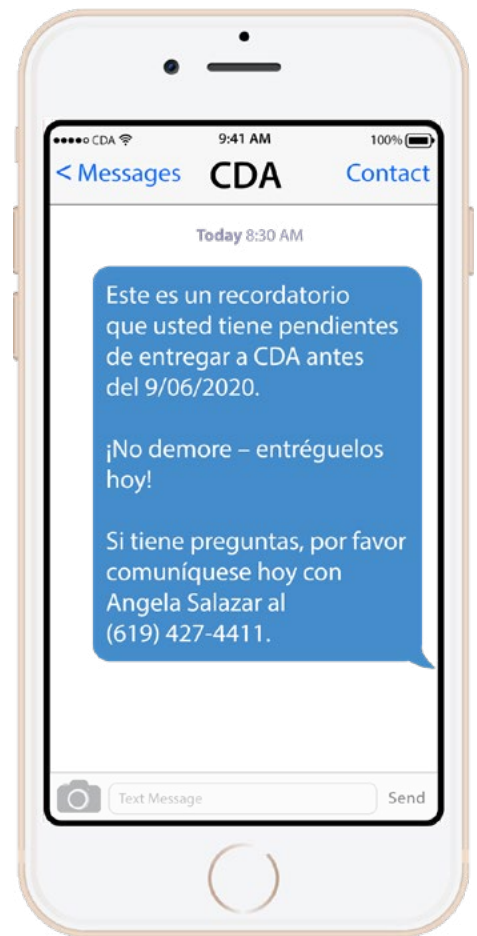 CDA 9:41 AM 100%
< Messages CDA Contact
Today 8:30 AM
Este es un recordatorio
que usted tiene pendientes
de entregar a CDA antes
del 9/06/2020.
¡No demore – entréguelos
hoy!
Si tiene preguntas, por favor
comuníquese hoy con
Angela Salazar al
(619) 427-4411.
Text Message Send